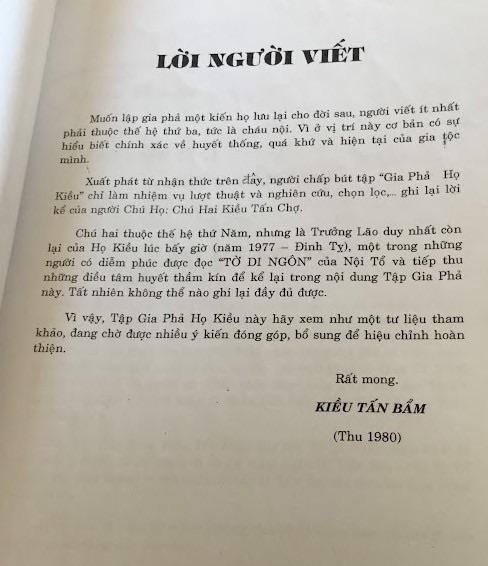 LỜI NGƯỜI VIẾT
Muốn lập gia phả một kiến họ lưu lại cho đời sau, người viết ít nhất
phải thuộc thế hệ thứ ba, tức là cháu nội. Vì ở vị trí này cơ bản có sự
hiểu biết chính xác về huyết thống, quá khứ và hiện tại của gia tộc
mình.
Xuất phát từ nhận thức trên đây, người chấp bút tập “Gia Phả Họ
Kiều” chỉ làm nhiệm vụ lượt thuật và nghiên cứu, chọn lọc,... ghi lại lời
kể của người Chú Họ: Chú Hai Kiều Tấn Chợ.
Chú hai thuộc thế hệ thứ Năm, nhưng là Trưởng Lão duy nhất còn
lại của Họ Kiều lúc bấy giờ (năm 1977 – Đinh Tỵ), một trong những
người có diễm phúc được đọc “TỜ DI NGÔN” của Nội Tổ và tiếp thu
những điều tâm huyết thầm kín để kể lại trong nội dung Tập Gia Phả
này. Tất nhiên không thể nào ghi lại đầy đủ được.
Vì vậy, Tập Gia Phả Họ Kiều này hãy xem như một tư liệu tham
khảo, đang chờ được nhiều ý kiến đóng góp, bổ sung để hiệu chỉnh hoàn
thiện.
Rất mong.
KIỀU TẤN BẨM
(Thu 1980)